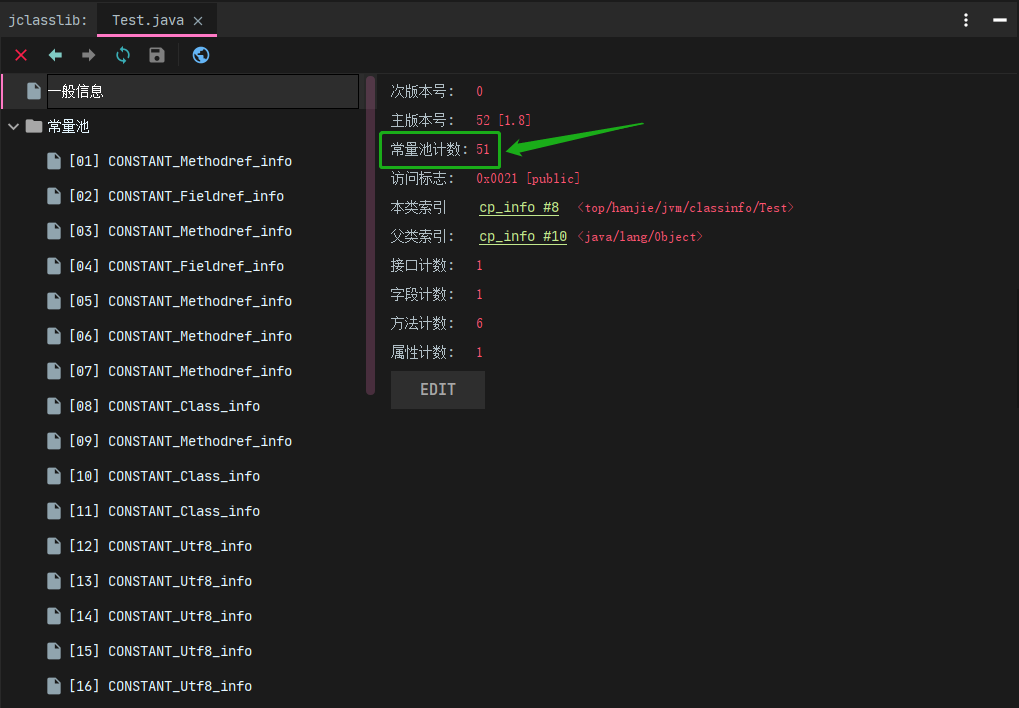 jclasslib: Test.java
一般信息
常量池
[01] CONSTANT_Methodref_info
[02] CONSTANT_Fieldref_info
[03] CONSTANT_Methodref_info
[04] CONSTANT_Fieldref_info
[05] CONSTANT_Methodref_info
[06] CONSTANT_Methodref_info
[07] CONSTANT_Methodref_info
[08] CONSTANT_Class_info
[09] CONSTANT_Methodref_info
[10] CONSTANT_Class_info
[11] CONSTANT_Class_info
[12] CONSTANT_Utf8_info
[13] CONSTANT_Utf8_info
[14] CONSTANT_Utf8_info
[15] CONSTANT_Utf8_info
[16] CONSTANT_Utf8_info
次版本号: 0
主版本号: 52 [1.8]
常量池计数: 51
访问标志: 0x0021 [public]
本类索引 cp_info #8 <top/hanjie/jvm/classinfo/Test>
父类索引: cp_info #10 <java/lang/Object>
接口计数: 1
字段计数: 1
方法计数: 6
属性计数: 1
EDIT